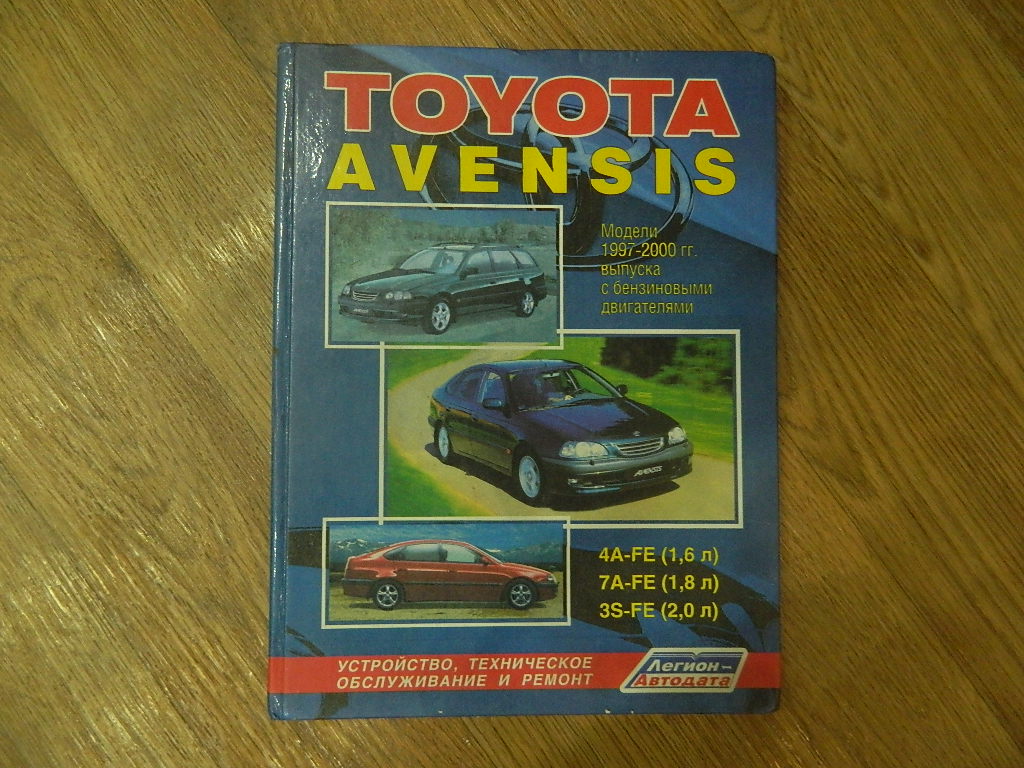 TOYOTA
AVENSIS
Модели
1997-2000 гг.
выпуска
с бензиновыми
двигателями
AVENSIS
4A-FE (1,6 л)
7A-FE (1,8 л)
3S-FE (2,0 л)
УСТРОЙСТВО, ТЕХНИЧЕСКОЕ
ОБСЛУЖИВАНИЕ И РЕМОНТ
Легион-
Автодата